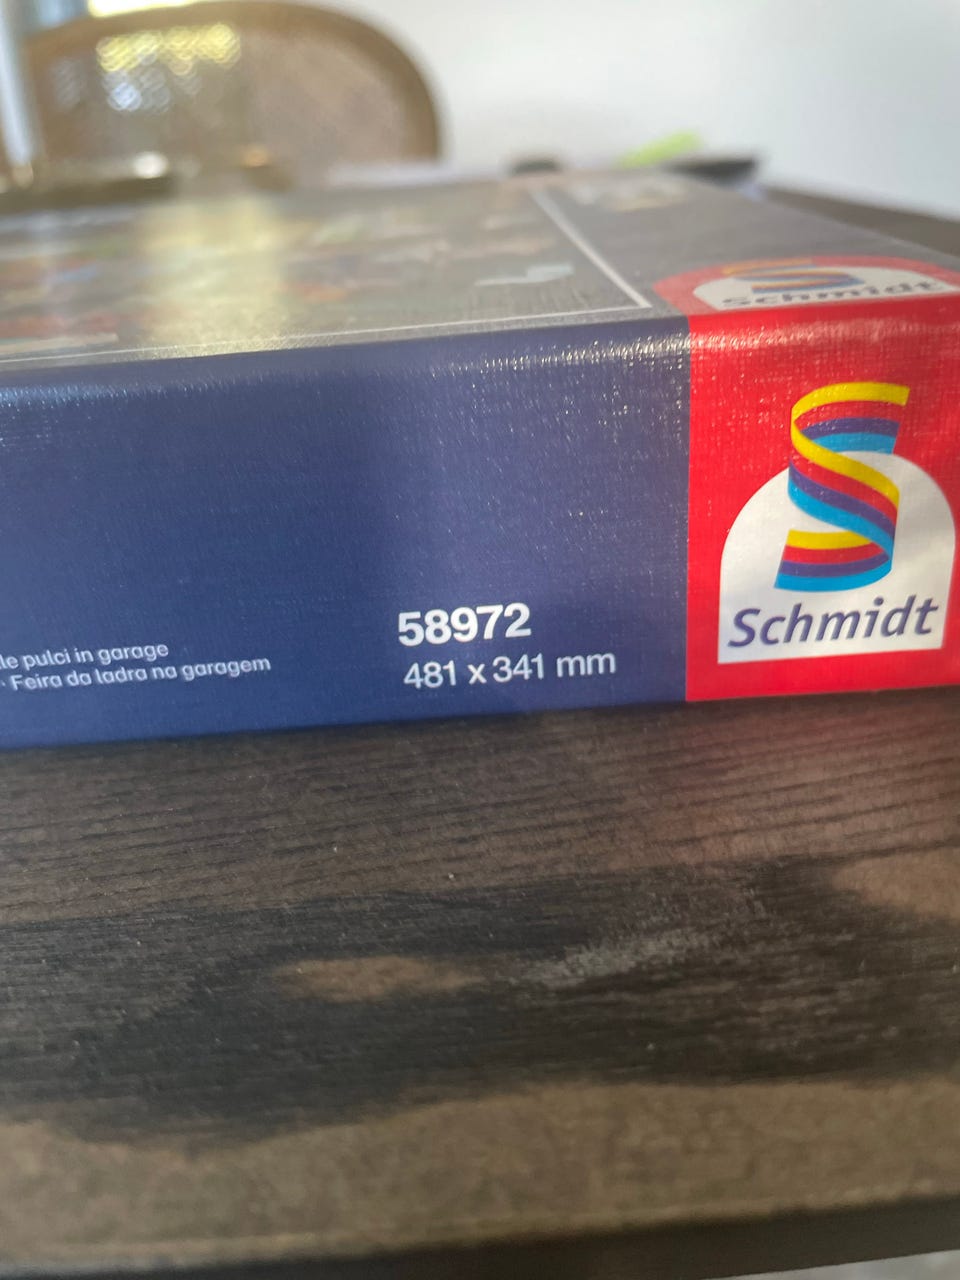 Schmidt
Schmidt
58972
481 x 341 mm
le pulci in garage
· Feira da ladra na garagem